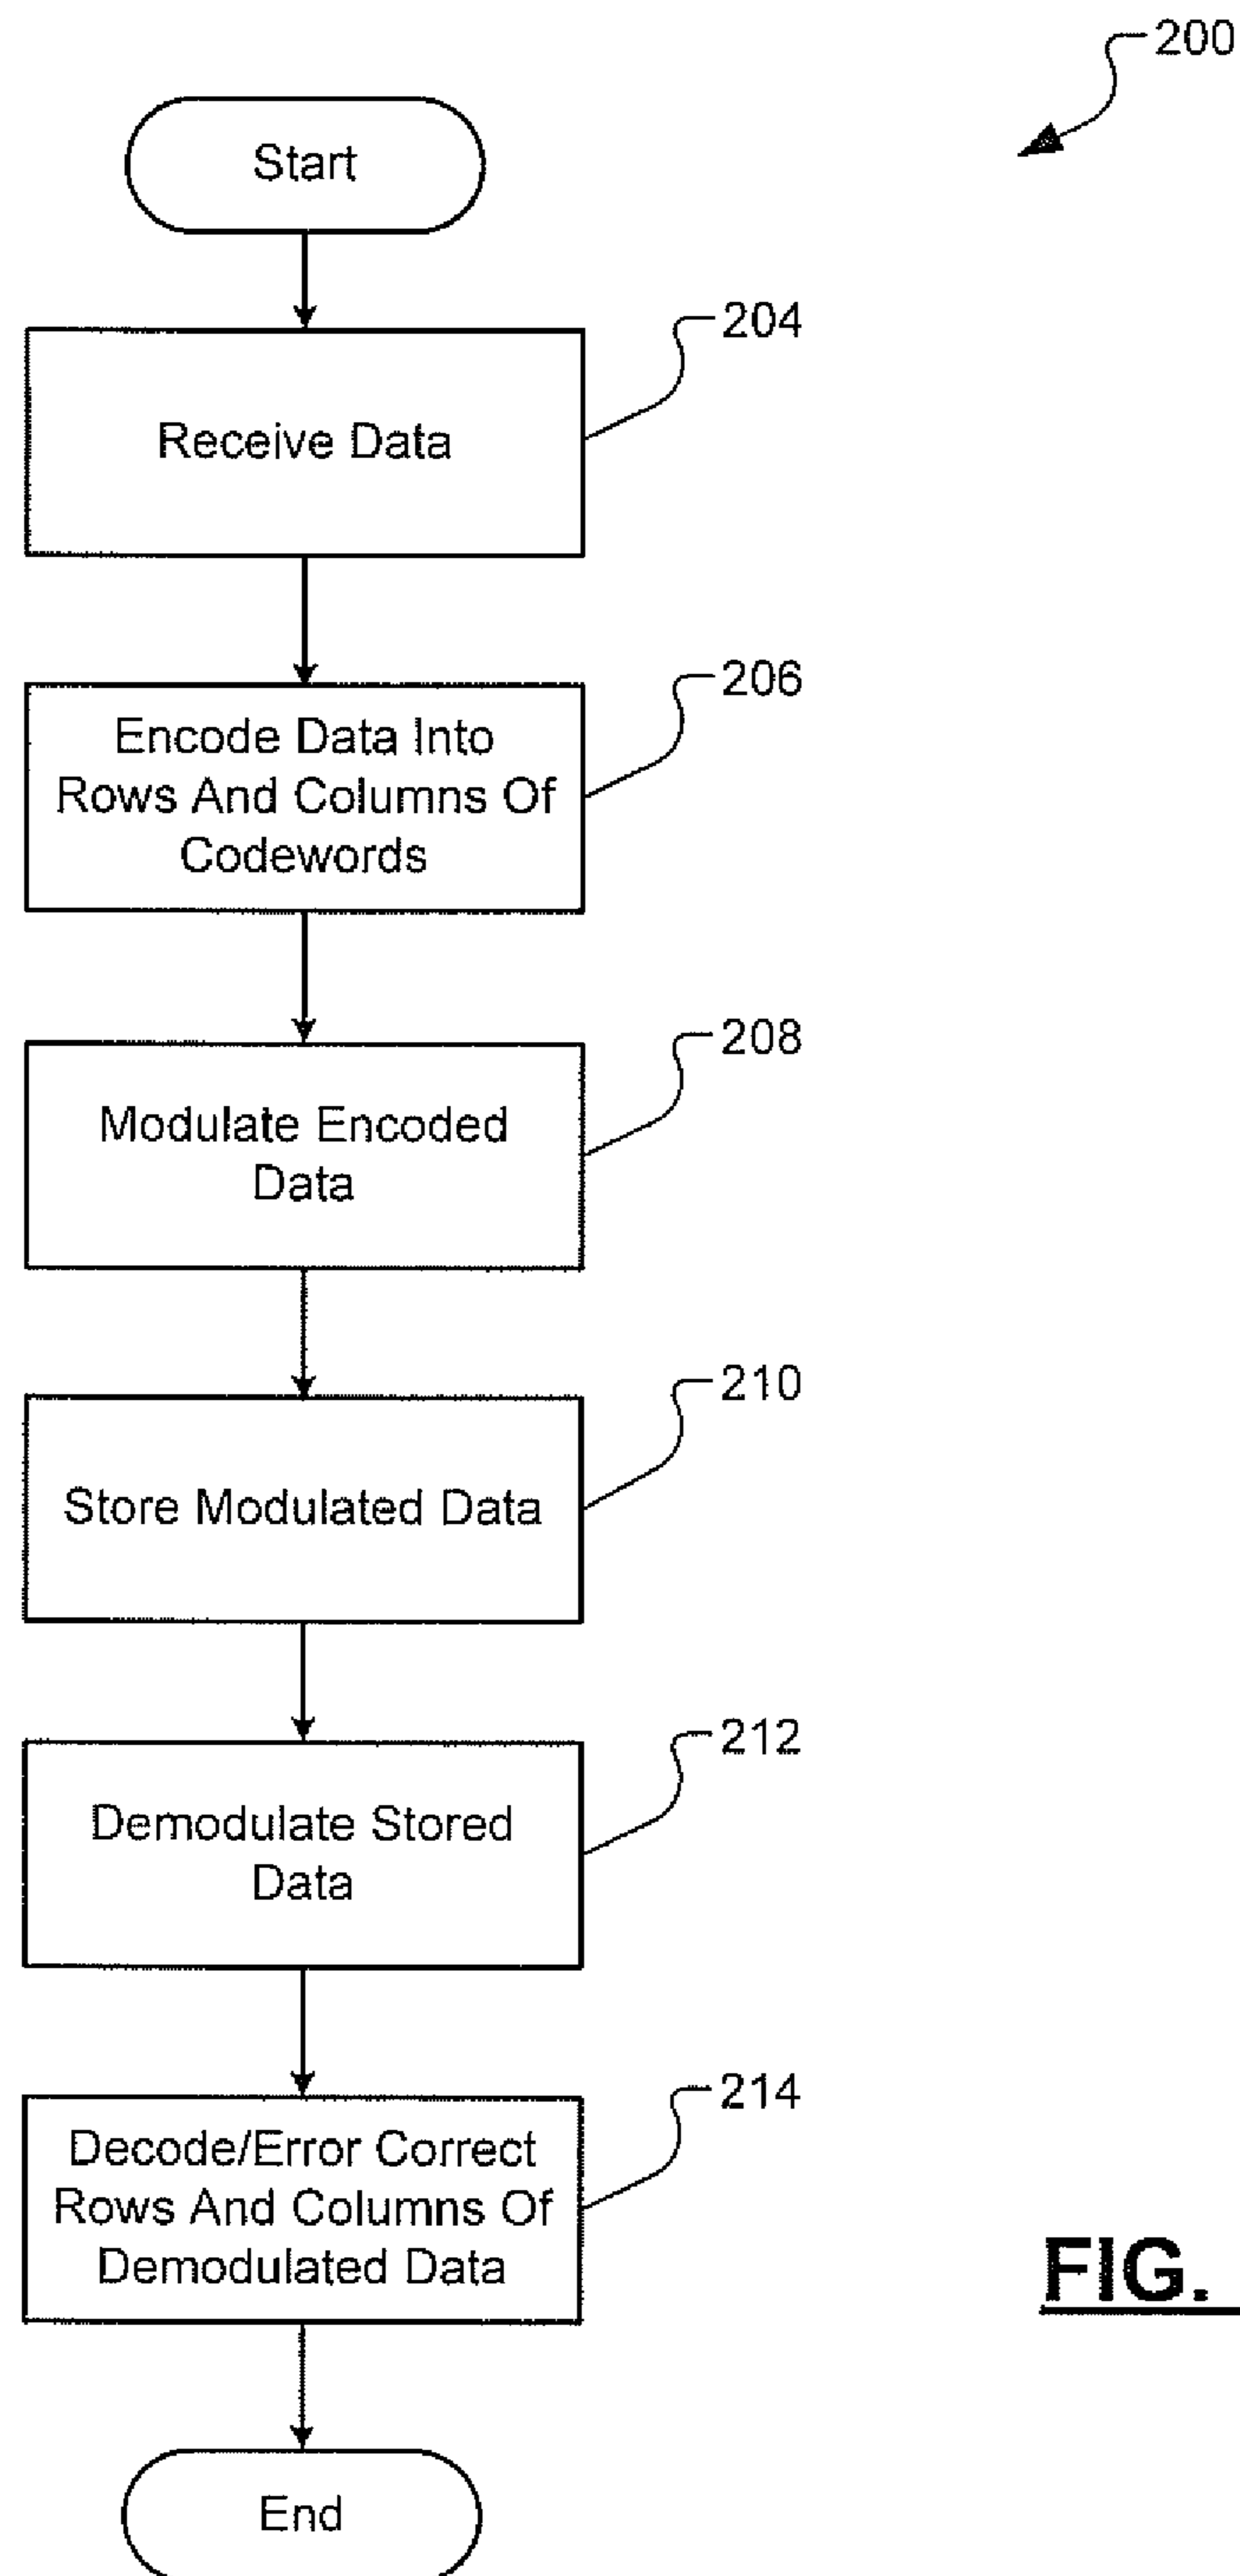 200
Start
204
Receive Data
206
Encode Data Into
Rows And Columns Of
Codewords
208
Modulate Encoded
Data
210
Store Modulated Data
212
Demodulate Stored
Data
214
Decode/Error Correct
Rows And Columns Of
Demodulated Data
FIG.
End